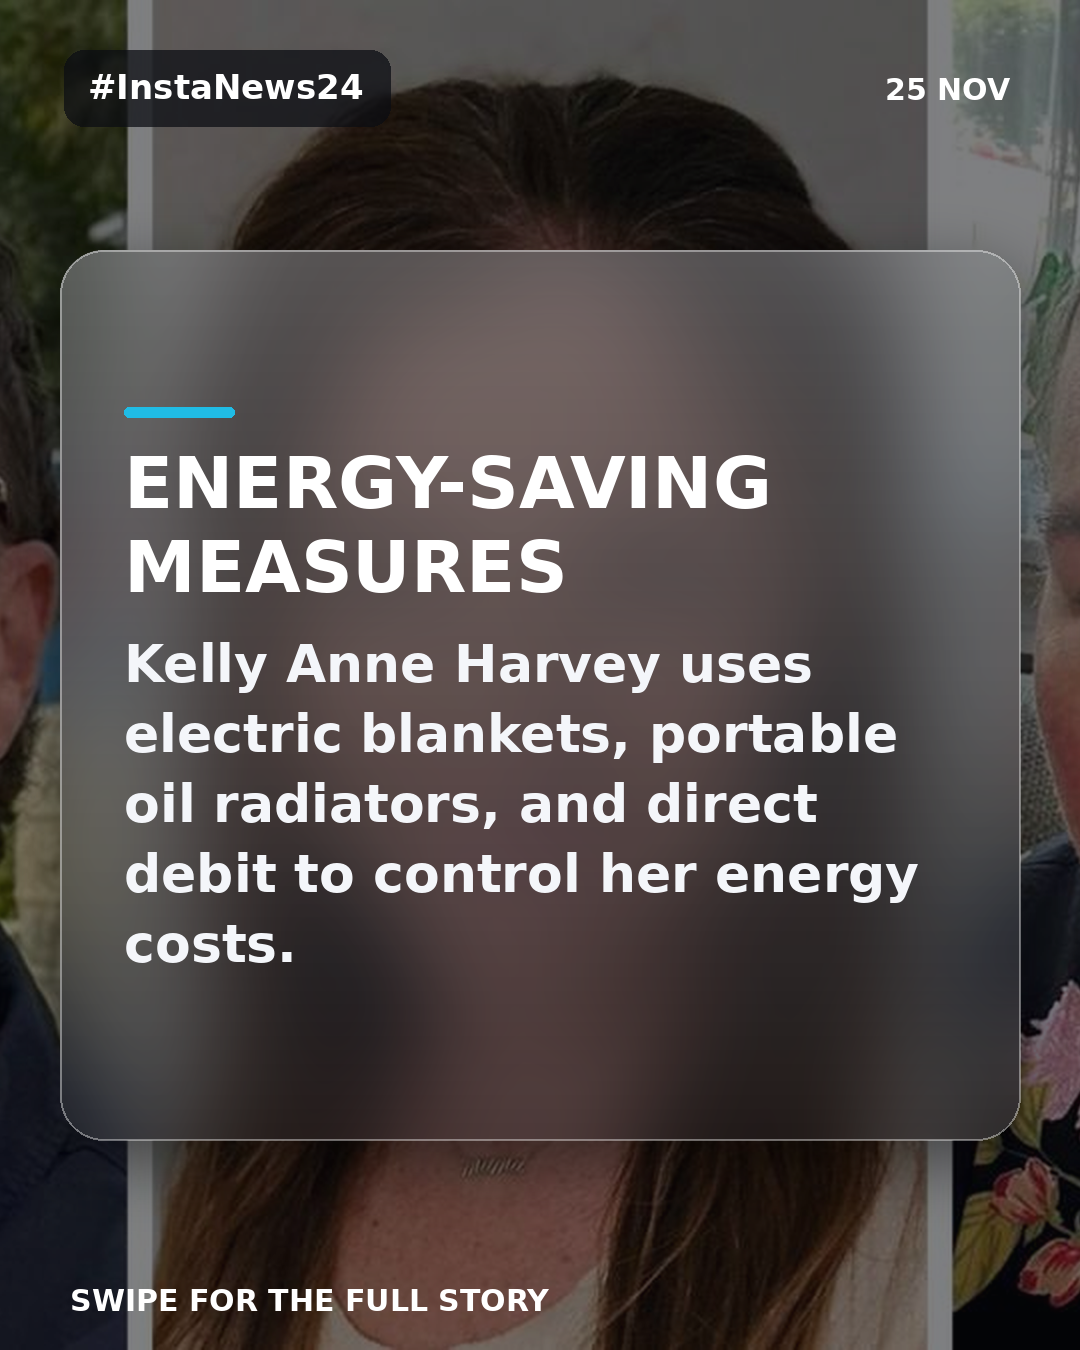 #InstaNews24
25 NOV
ENERGY-SAVING
MEASURES
Kelly Anne Harvey uses
electric blankets, portable
oil radiators, and direct
debit to control her energy
costs.
SWIPE FOR THE FULL STORY